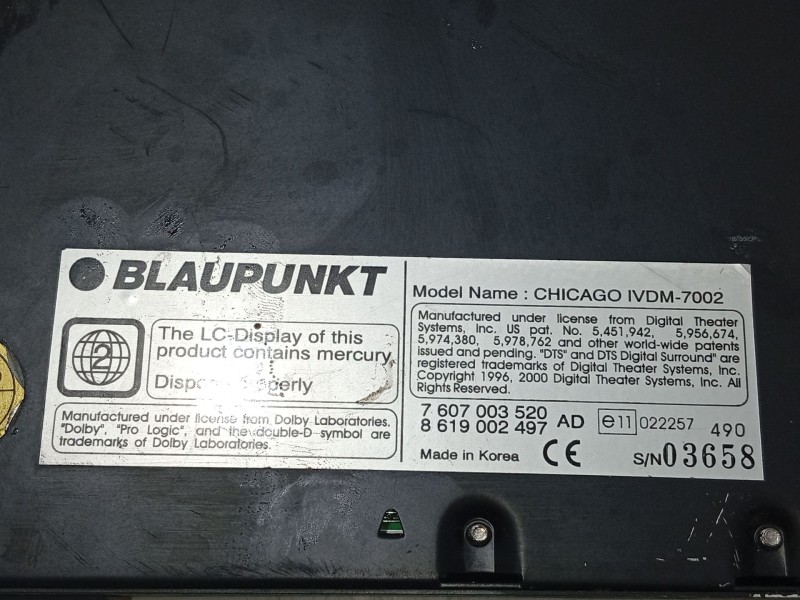 BLAUPUNKT
2
The LC-Display of this
product contains mercury
Manufactured under license from Dolby Laboratories.
"Dolby", "Pro Logic", and the double-D symbol are
trademarks of Dolby Laboratories.
Model Name : CHICAGO IVDM-7002
Manufactured under license from Digital Theater
Systems, Inc. US pat. No. 5,451,942, 5,956,674,
5,974,380, 5,978,762 and other world-wide patents
issued and pending. "DTS" and DTS Digital Surround" are
registered trademarks of Digital Theater Systems, Inc.
Copyright 1996, 2000 Digital Theater Systems, Inc. All
Rights Reserved.
7 607 003 520
8 619 002 497 AD e11 022257 490
Made in Korea CE S/N 03658